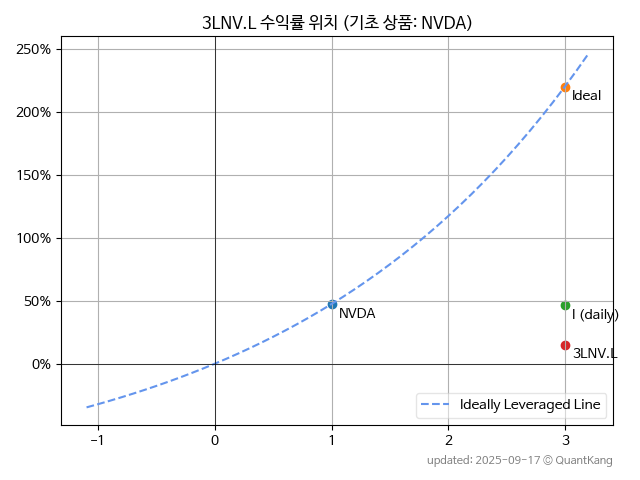 3LNV.L 수익률 위치 (기초 상품: NVDA)
250%
200%
150%
100%
50%
0%
Ideal
NVDA
I (daily)
3LNV.L
Ideally Leveraged Line
−1
0
1
2
3
updated: 2025-09-17 © QuantKang